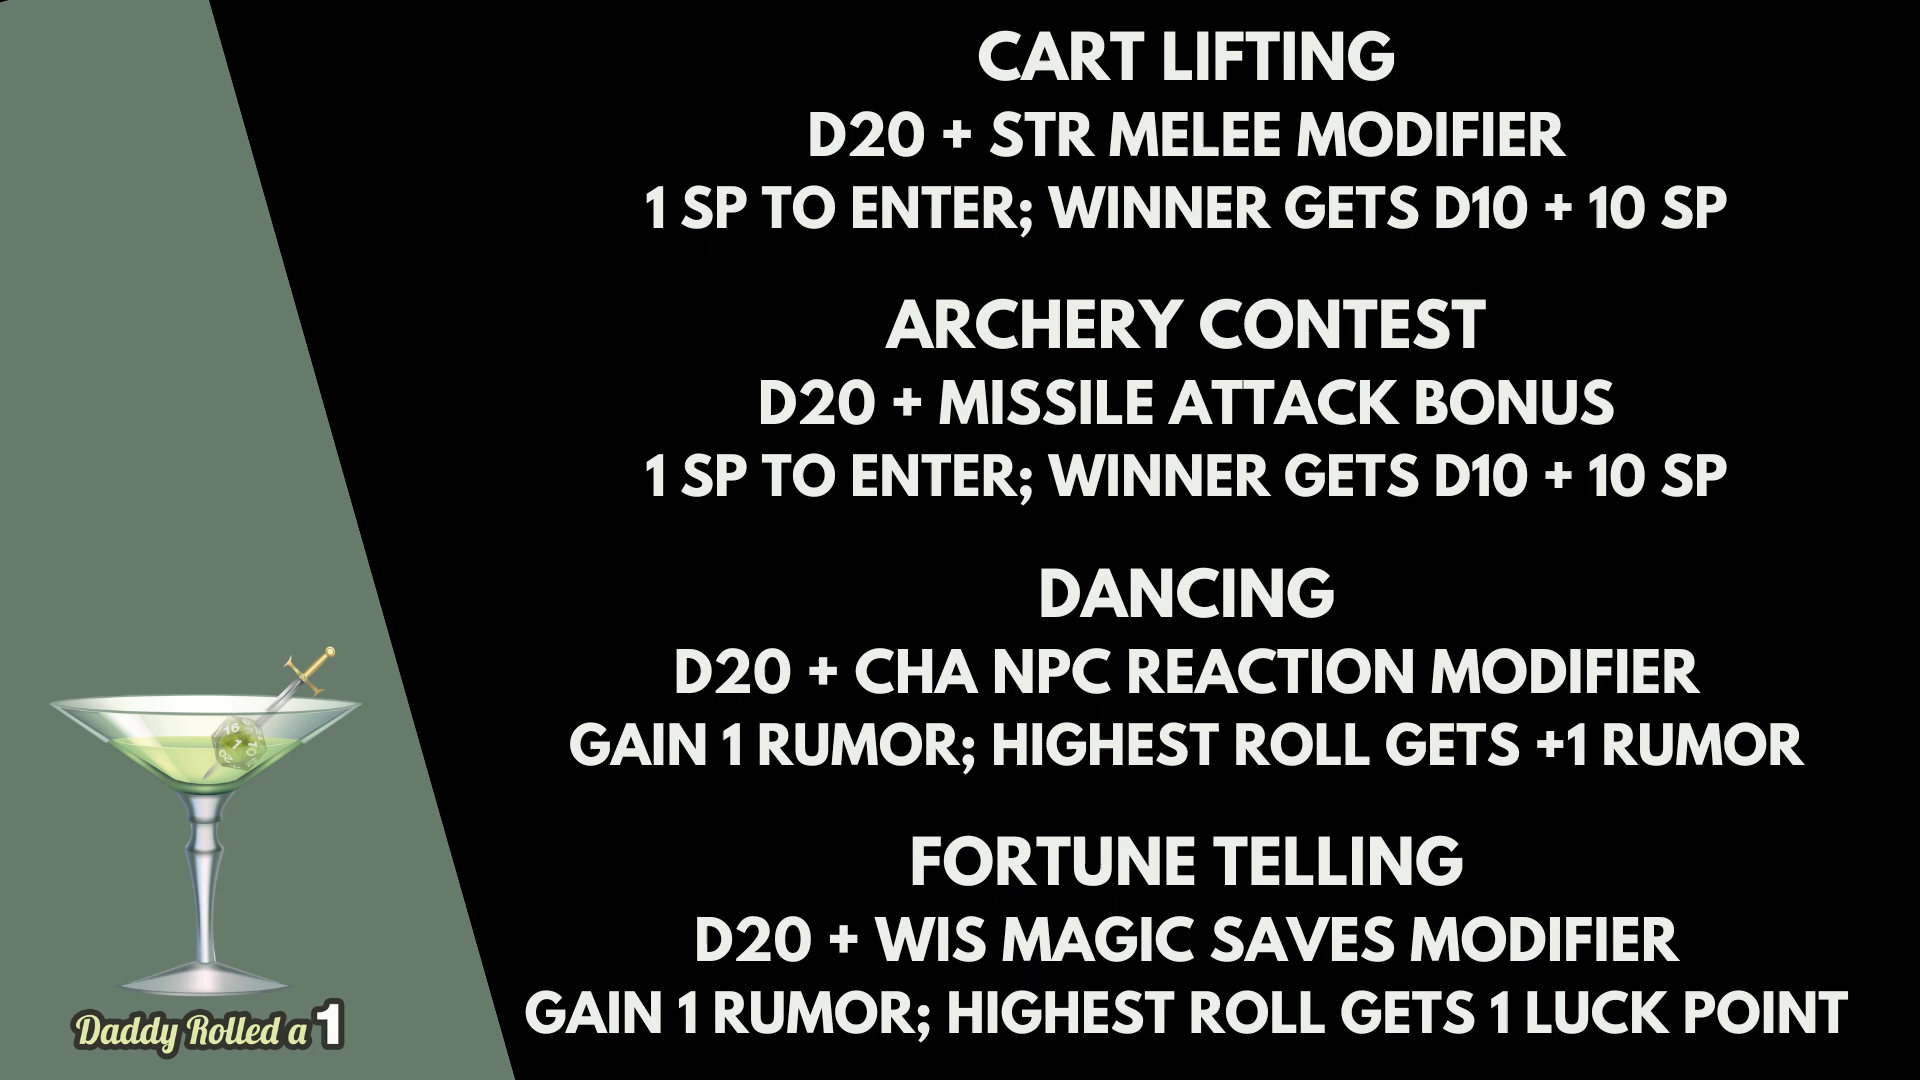 CART LIFTING
D20 + STR MELEE MODIFIER
1 SP TO ENTER; WINNER GETS D10 + 10 SP
ARCHERY CONTEST
D20 + MISSILE ATTACK BONUS
1 SP TO ENTER; WINNER GETS D10 + 10 SP
DANCING
D20 + CHA NPC REACTION MODIFIER
GAIN 1 RUMOR; HIGHEST ROLL GETS +1 RUMOR
FORTUNE TELLING
D20 + WIS MAGIC SAVES MODIFIER
GAIN 1 RUMOR; HIGHEST ROLL GETS 1 LUCK POINT
16
1
Daddy Rolled a 1